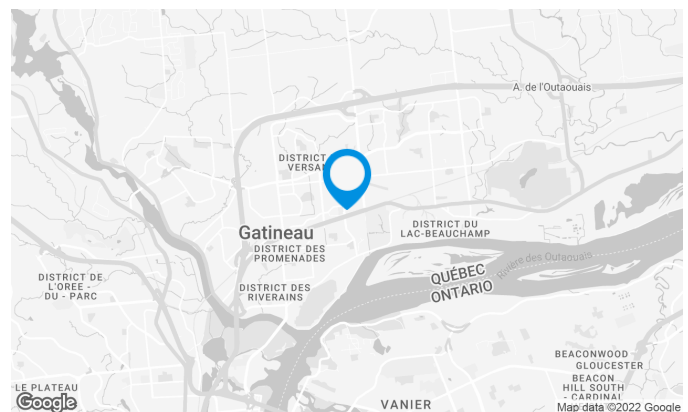 A. de l'Outaouais
DISTRICT
VERSAN
Gatineau
DISTRICT DU
LAC-BEAUCHAMP
DISTRICT DES
PROMENADES
QUÉBEC
ONTARIO
Rivière des Outaouais
DISTRICT DE
L'OREE -
DU - PARC
DISTRICT DES
RIVERAINS
BEACONWOOD
GLOUCESTER
BEACON
HILL SOUTH
- CARDINAL
LE PLATEAU
VANIER
Google
Map data ©2022 Google